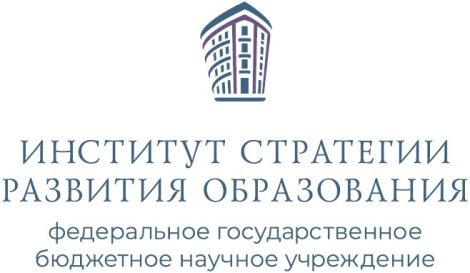 ИНСТИТУТ СТРАТЕГИИ
РАЗВИТИЯ ОБРАЗОВАНИЯ
федеральное государственное
бюджетное научное учреждение